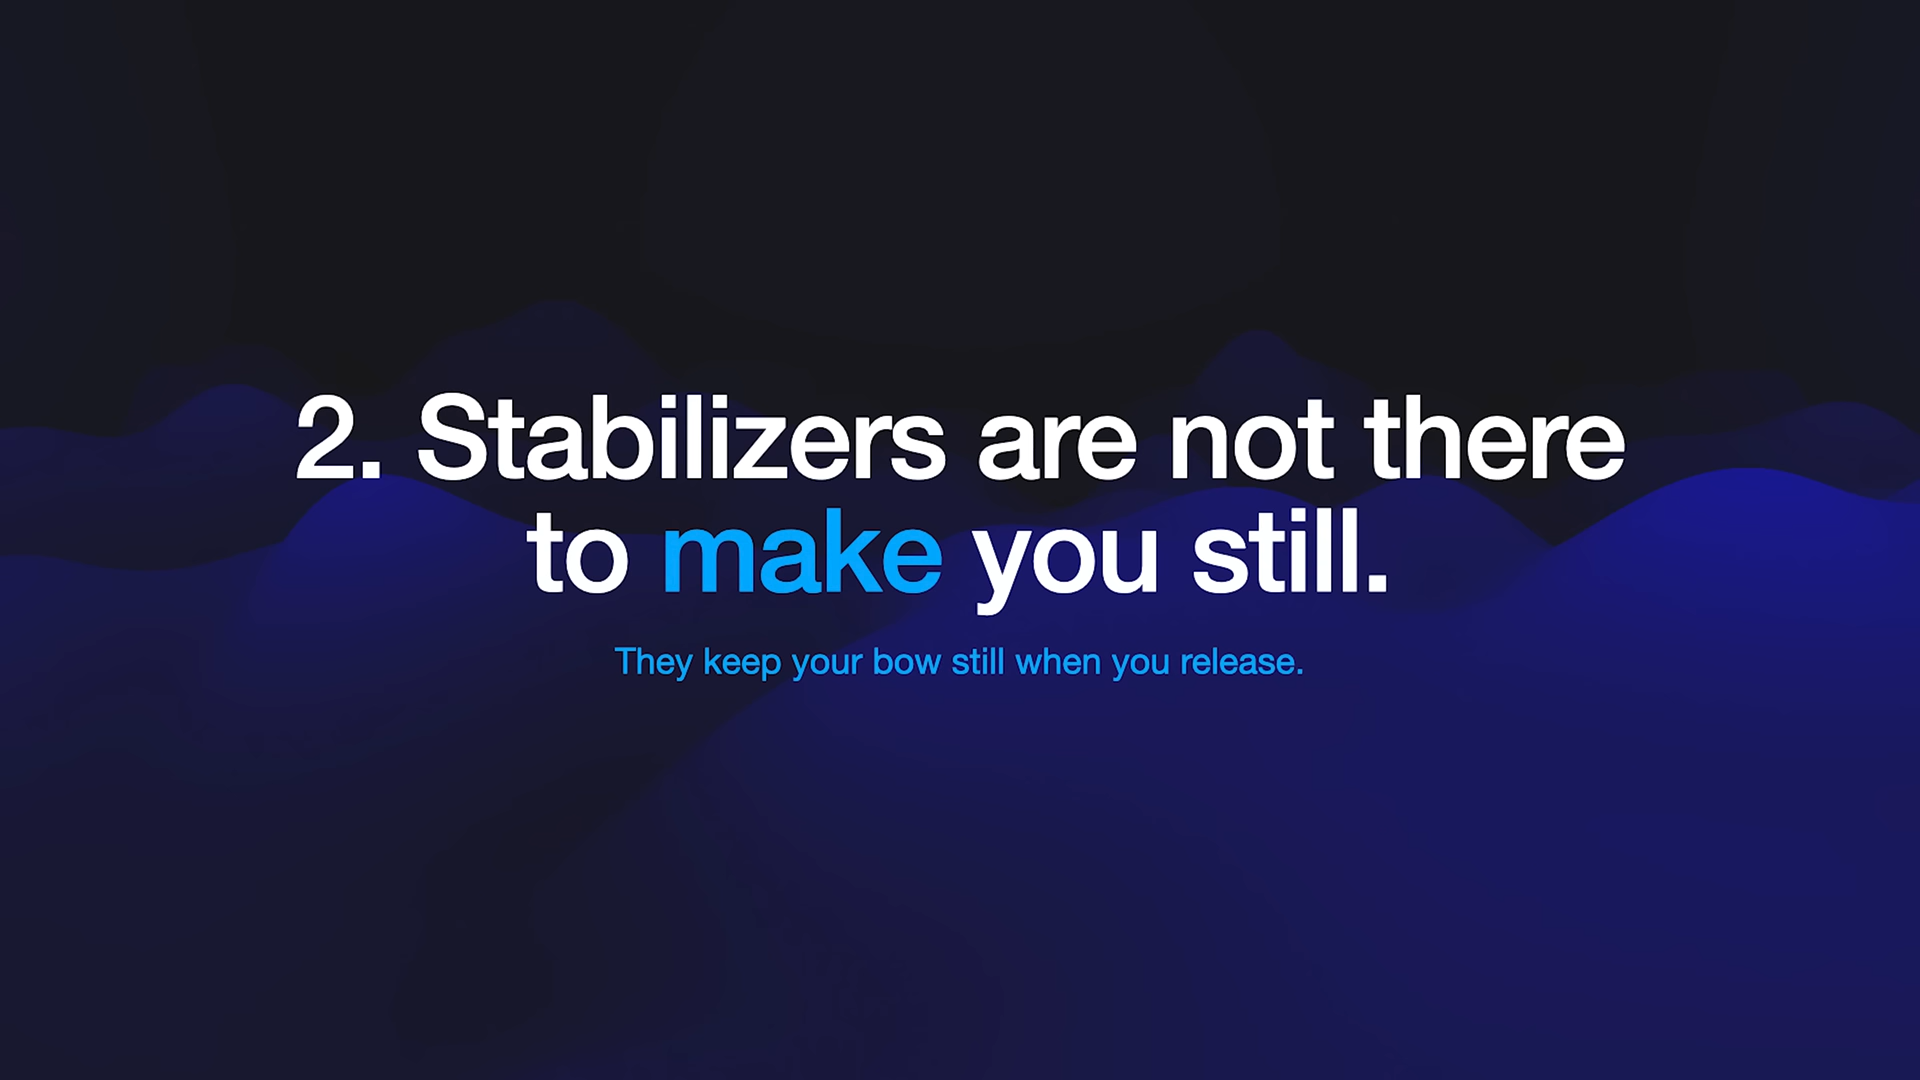 2. Stabilizers are not there
to make you still.
They keep your bow still when you release.